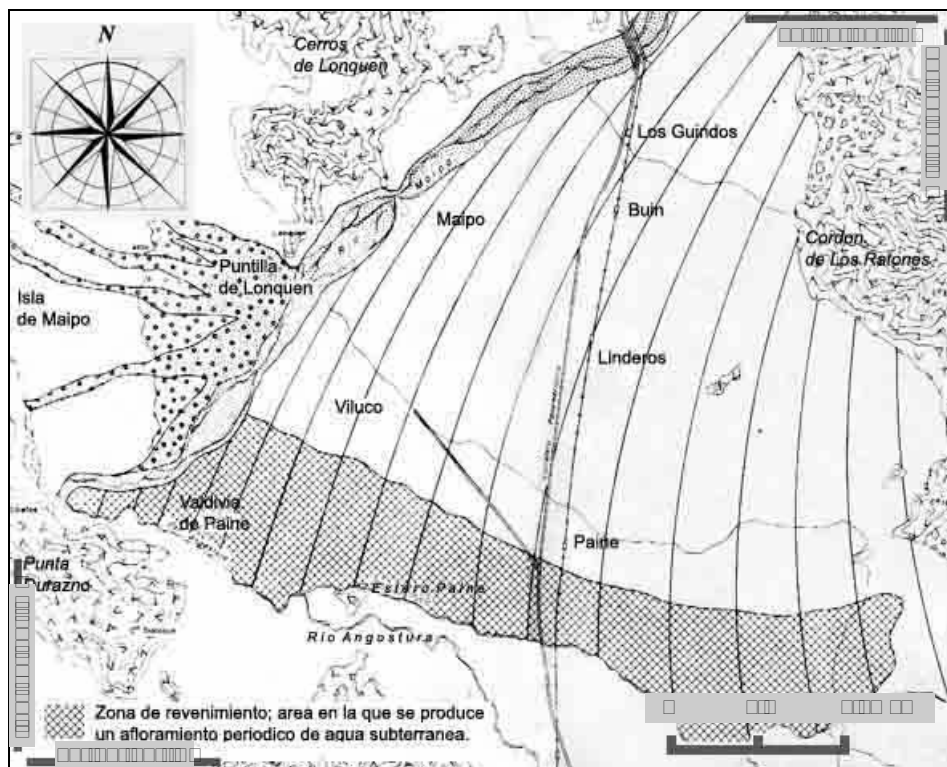 N
Cerros
de Lonquen
Los Guindos
Maipo
Buin
Maipo
Cordon
de Los Ratones
Puntilla
de Lonquen
Isla
de Maipo
Linderos
Viluco
Valdivia
de Paine
Paine
Punta
Durazno
Estero Paine
Rio Angostura
Zona de revenimiento; area en la que se produce
un afloramiento periodico de agua subterranea.